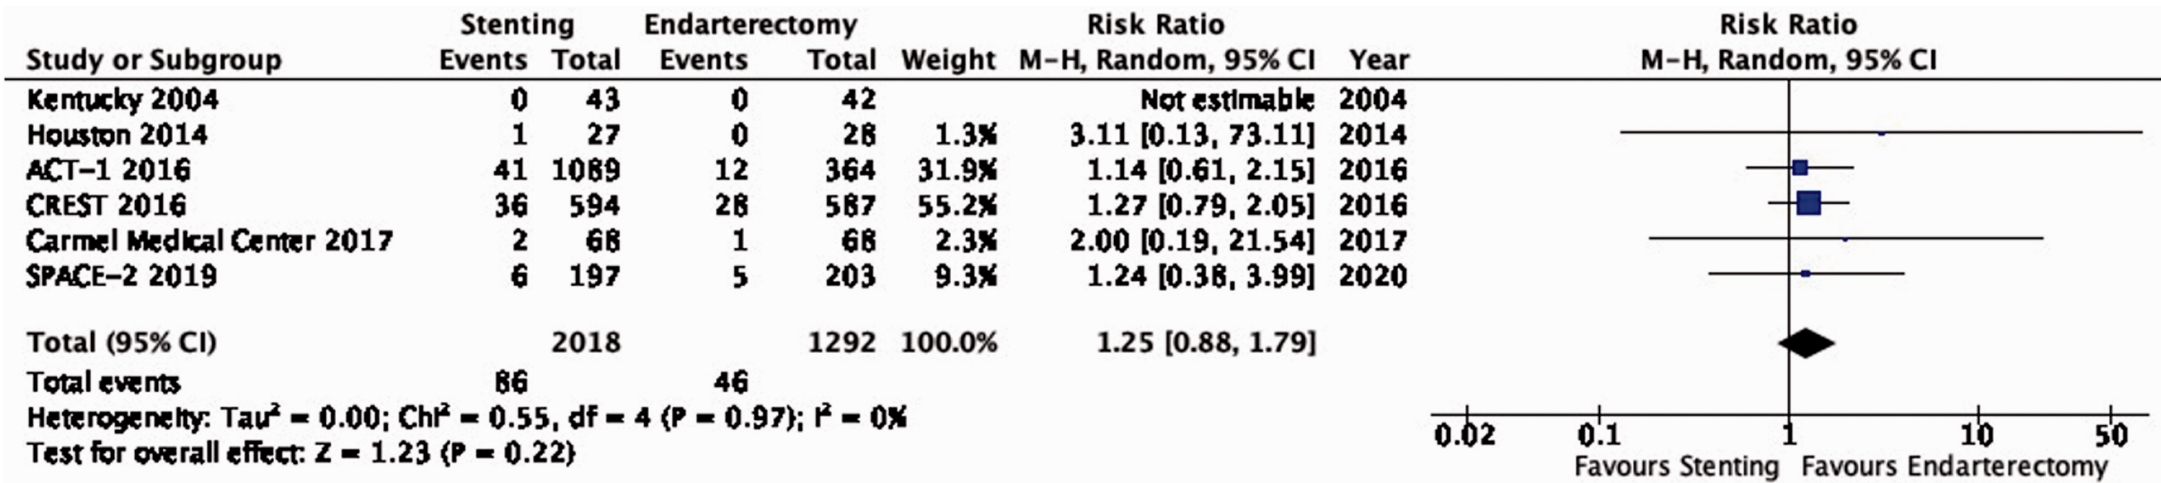 Stenting Endarterectomy Risk Ratio Risk Ratio
Study or Subgroup Events Total Events Total Weight M-H, Random, 95% CI Year M-H, Random, 95% CI
Kentucky 2004 0 43 0 42 Not estimable 2004
Houston 2014 1 27 0 28 1.3% 3.11 [0.13, 73.11] 2014
ACT-1 2016 41 1089 12 364 31.9% 1.14 [0.61, 2.15] 2016
CREST 2016 36 594 28 587 55.2% 1.27 [0.79, 2.05] 2016
Carmel Medical Center 2017 2 68 1 68 2.3% 2.00 [0.19, 21.54] 2017
SPACE-2 2019 6 197 5 203 9.3% 1.24 [0.38, 3.99] 2020
Total (95% CI) 2018 1292 100.0% 1.25 [0.88, 1.79]
Total events 86 46
Heterogeneity: Tau² = 0.00; Chi² = 0.55, df = 4 (P = 0.97); I² = 0%
Test for overall effect: Z = 1.23 (P = 0.22)
0.02 0.1 1 10 50
Favours Stenting Favours Endarterectomy